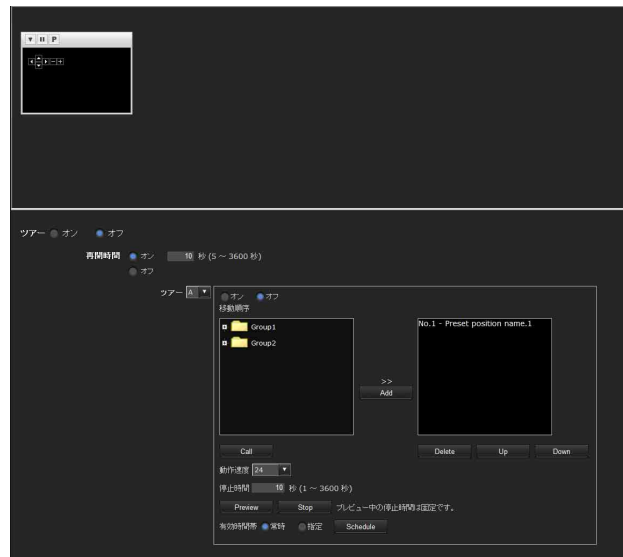 P
ツアー オン オフ
再開時間 オン 10 秒 (5 ～ 3600 秒)
オフ
ツアー A
オン オフ
移動順序
Group1
Group2
>>
Add
No.1 - Preset position name.1
Call
Delete Up Down
動作速度 24
停止時間 10 秒 (1 ～ 3600 秒)
Preview Stop プレビュー中の停止時間は固定です。
有効時間帯 常時 指定 Schedule